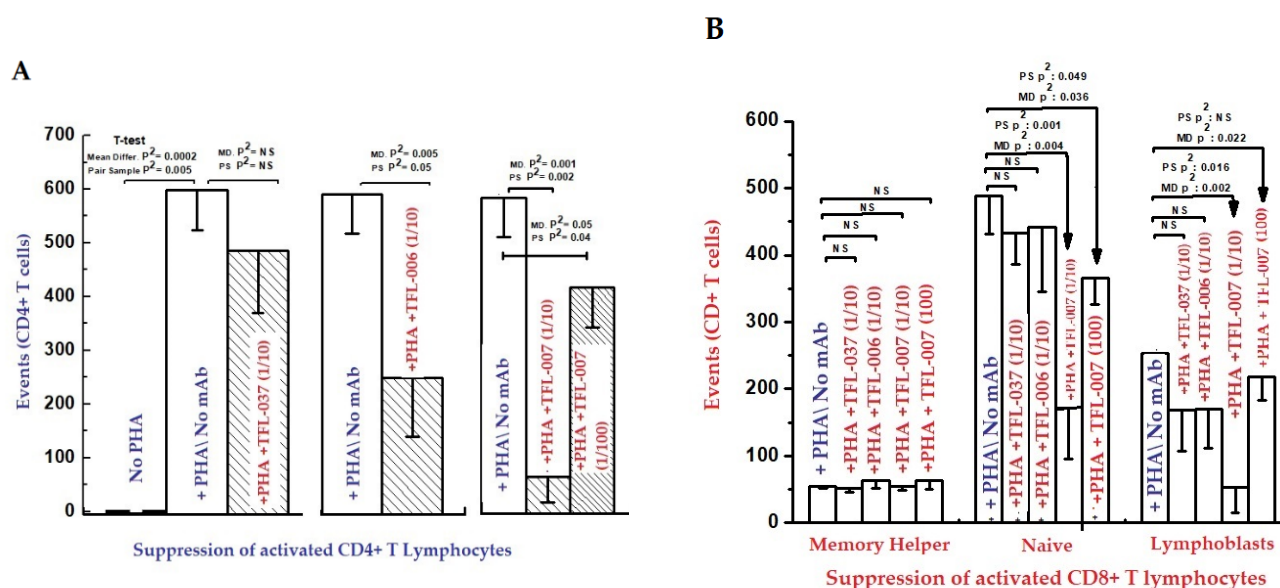 A
T-test
Mean Differ. P2= 0.0002
Pair Sample P2= 0.005
MD. P2= NS
PS P2= NS
MD. P2= 0.005
PS P2= 0.05
MD. P2= 0.001
PS P2= 0.002
MD. P2= 0.05
PS P2= 0.04
700
600
500
400
300
200
100
0
Events (CD4+ T cells)
No PHA
+ PHA\ No mAb
+PHA +TFL-037 (1/10)
+ PHA\ No mAb
+PHA +TFL-006 (1/10)
+ PHA\ No mAb
+PHA +TFL-007 (1/10)
+PHA +TFL-007
(1/100)
Suppression of activated CD4+ T Lymphocytes
B
600
500
400
300
200
100
0
Events (CD+ T cells)
NS
NS
NS
NS
PS p2: 0.049
MD p2: 0.036
PS p2: 0.001
MD p2: 0.004
NS
NS
PS p2: NS
MD p2: 0.022
PS p2: 0.016
MD p2: 0.002
NS
NS
+ PHA\ No mAb
+PHA +TFL-037 (1/10)
+PHA +TFL-006 (1/10)
+PHA +TFL-007 (1/10)
+PHA + TFL-007 (100)
+ PHA\ No mAb
+PHA +TFL-037 (1/10)
+PHA +TFL-006 (1/10)
+PHA +TFL-007 (1/10)
+PHA + TFL-007 (100)
+ PHA\ No mAb
+PHA +TFL-037 (1/10)
+PHA +TFL-006 (1/10)
+PHA +TFL-007 (1/10)
+PHA + TFL-007 (100)
Memory Helper
Naive
Lymphoblasts
Suppression of activated CD8+ T lymphocytes